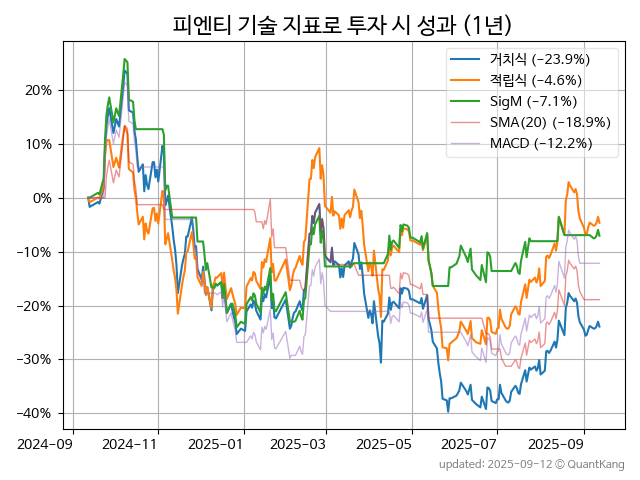 피엔티 기술 지표로 투자 시 성과 (1년)
거치식 (−23.9%)
적립식 (−4.6%)
SigM (−7.1%)
SMA(20) (−18.9%)
MACD (−12.2%)
20%
10%
0%
−10%
−20%
−30%
−40%
2024-09
2024-11
2025-01
2025-03
2025-05
2025-07
2025-09
updated: 2025-09-12 © QuantKang